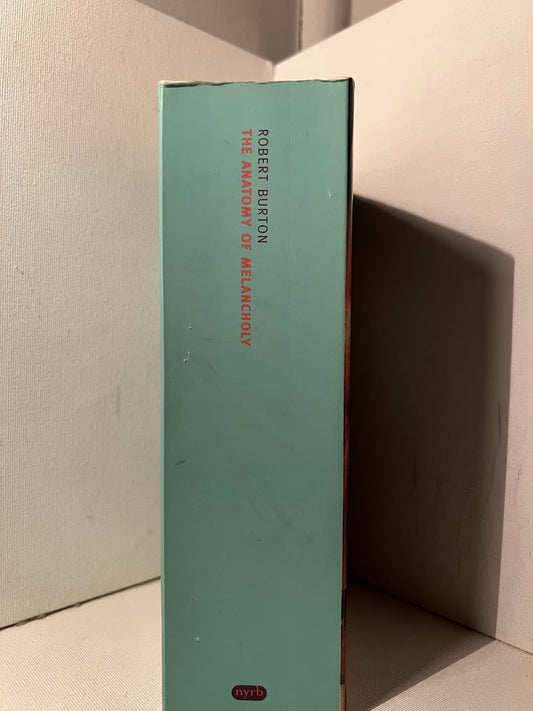 ROBERT BURTON
THE ANATOMY OF MELANCHOLY
nyrb